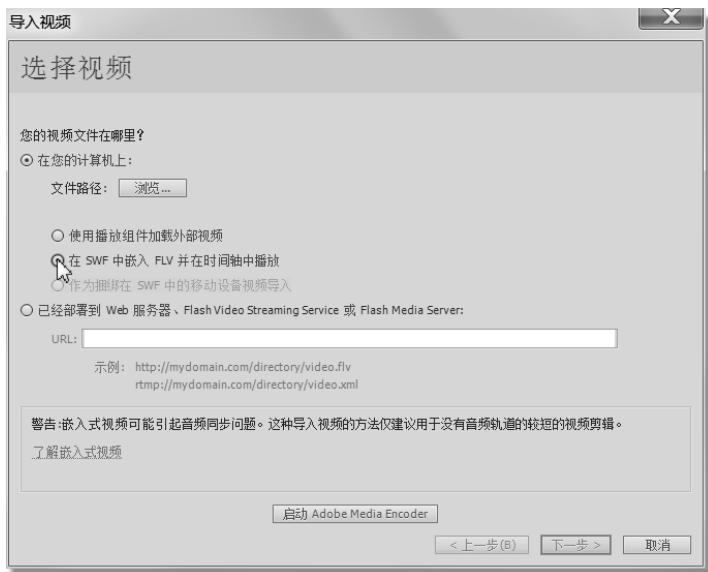 导入视频
X
选择视频
您的视频文件在哪里?
在您的计算机上:
文件路径: 浏览...
使用播放组件加载外部视频
在 SWF 中嵌入 FLV 并在时间轴中播放
作为捆绑在 SWF 中的移动设备视频导入
已经部署到 Web 服务器、Flash Video Streaming Service 或 Flash Media Server:
URL:
示例: http://mydomain.com/directory/video.flv
rtmp://mydomain.com/directory/video.xml
警告:嵌入式视频可能引起音频同步问题。这种导入视频的方法仅建议用于没有音频轨道的较短的视频剪辑。
了解嵌入式视频
启动 Adobe Media Encoder
< 上一步(B) 下一步 > 取消